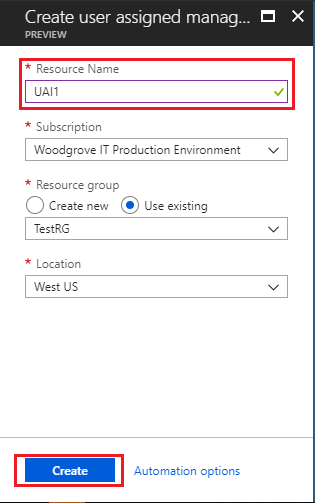 Create user assigned manag...
PREVIEW
* Resource Name
UAI1
* Subscription
Woodgrove IT Production Environment
* Resource group
Create new Use existing
TestRG
* Location
West US
Create Automation options